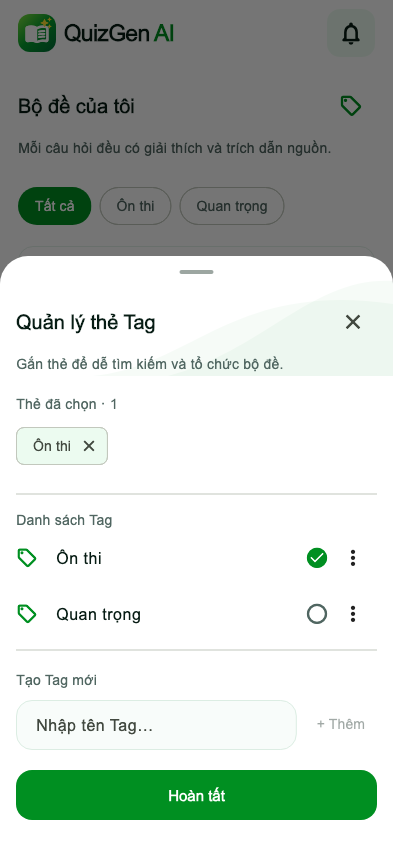 QuizGen AI
Bộ đề của tôi
Mỗi câu hỏi đều có giải thích và trích dẫn nguồn.
Tất cả
Ôn thi
Quan trọng
Quản lý thẻ Tag
Gắn thẻ để dễ tìm kiếm và tổ chức bộ đề.
Thẻ đã chọn · 1
Ôn thi
Danh sách Tag
Ôn thi
Quan trọng
Tạo Tag mới
Nhập tên Tag...
+ Thêm
Hoàn tất